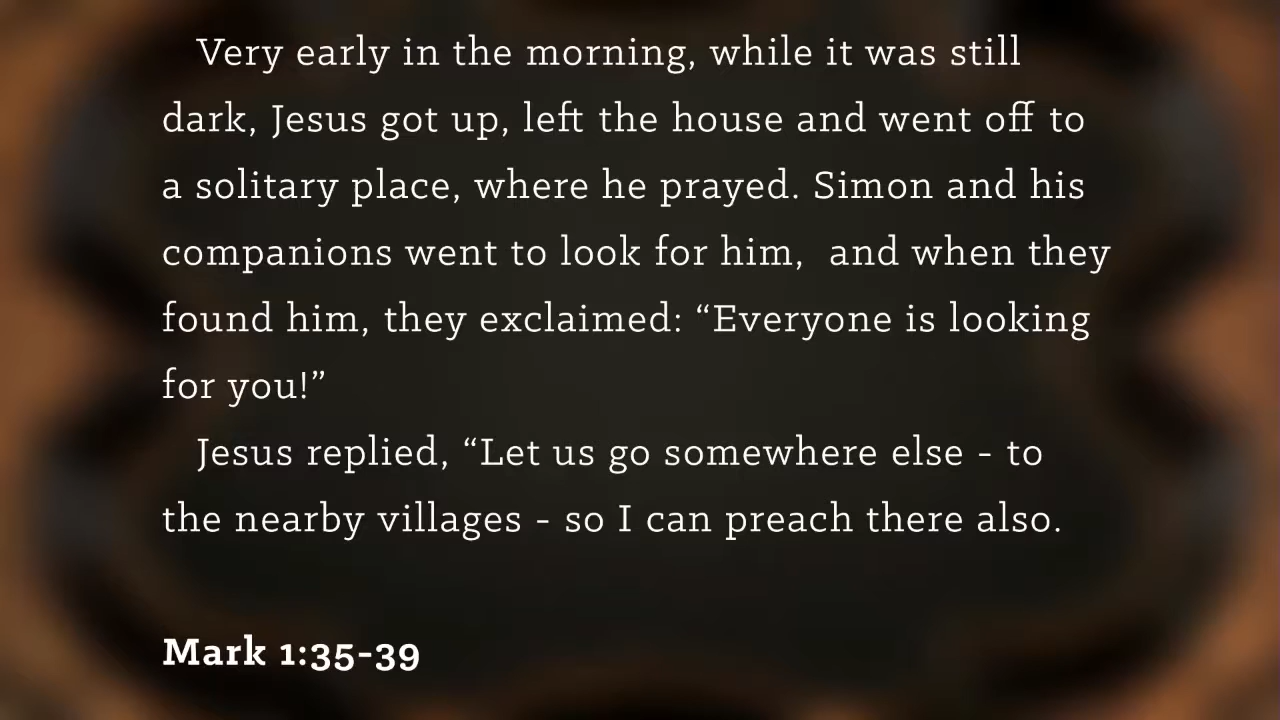 Very early in the morning, while it was still
dark, Jesus got up, left the house and went off to
a solitary place, where he prayed. Simon and his
companions went to look for him,  and when they
found him, they exclaimed: “Everyone is looking
for you!”
Jesus replied, “Let us go somewhere else - to
the nearby villages - so I can preach there also.
Mark 1:35-39